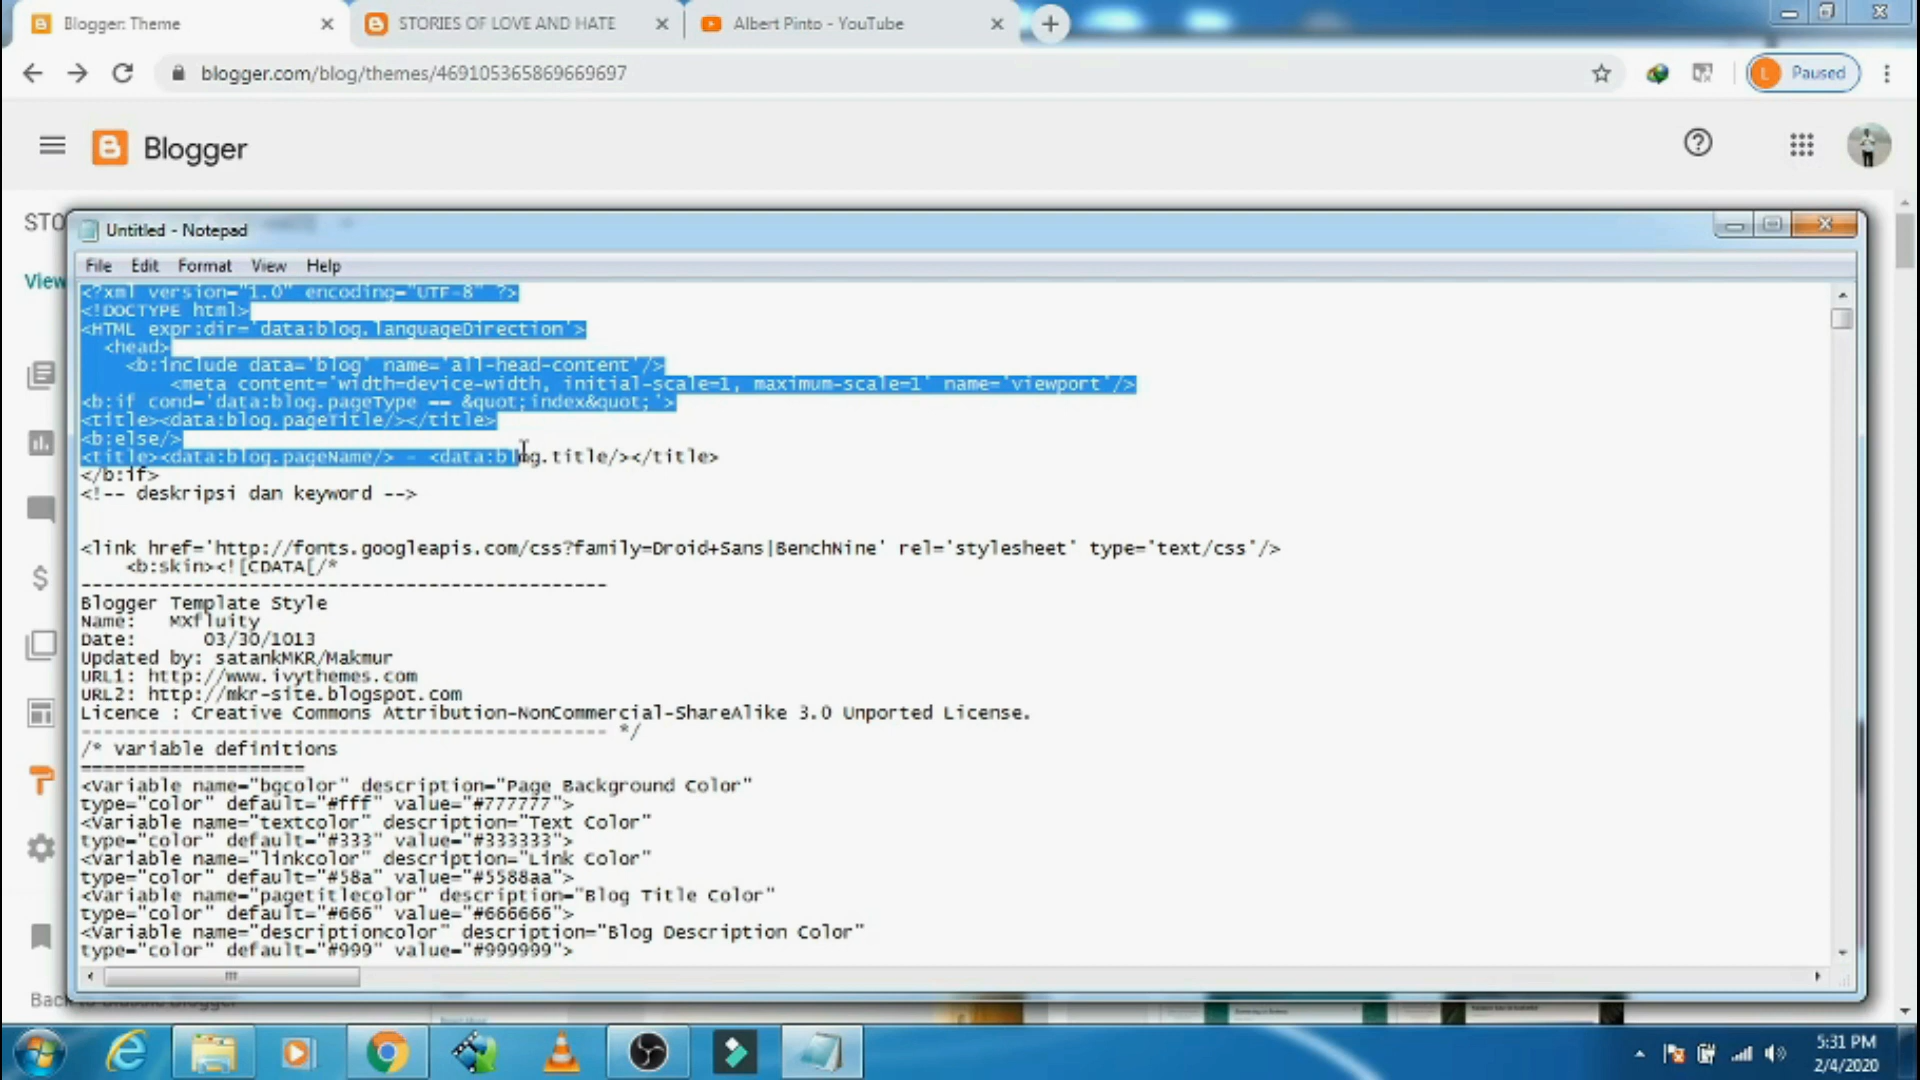 Blogger: Theme
STORIES OF LOVE AND HATE
Albert Pinto - YouTube
blogger.com/blog/themes/469105365869669697
L
Paused
Blogger
STO
View
Untitled - Notepad
File Edit Format View Help
<?xml version="1.0" encoding="UTF-8" ?>
<!DOCTYPE html>
<HTML expr:dir='data:blog.languageDirection'>
<head>
<b:include data='blog' name='all-head-content'/>
<meta content='width=device-width, initial-scale=1, maximum-scale=1' name='viewport'/>
<b:if cond='data:blog.pageType == &quot;index&quot;'>
<title><data:blog.pageTitle/></title>
<b:else/>
<title><data:blog.pageName/> - <data:blog.title/></title>
</b:if>
<!-- deskripsi dan keyword -->
<link href='http://fonts.googleapis.com/css?family=Droid+Sans|BenchNine' rel='stylesheet' type='text/css'/>
<b:skin><![CDATA[/*
-----------------------------------------------
Blogger Template Style
Name: MXfluity
Date: 03/30/1013
Updated by: satankMKR/Makmur
URL1: http://www.ivythemes.com
URL2: http://mkr-site.blogspot.com
Licence : Creative Commons Attribution-NonCommercial-ShareAlike 3.0 Unported License.
----------------------------------------------- */
/* variable definitions
====================
<Variable name="bgcolor" description="Page Background Color"
type="color" default="#fff" value="#777777">
<Variable name="textcolor" description="Text Color"
type="color" default="#333" value="#333333">
<Variable name="linkcolor" description="Link Color"
type="color" default="#58a" value="#5588aa">
<Variable name="pagetitlecolor" description="Blog Title Color"
type="color" default="#666" value="#666666">
<Variable name="descriptioncolor" description="Blog Description Color"
type="color" default="#999" value="#999999">
Back to Classic Blogger
5:31 PM
2/4/2020